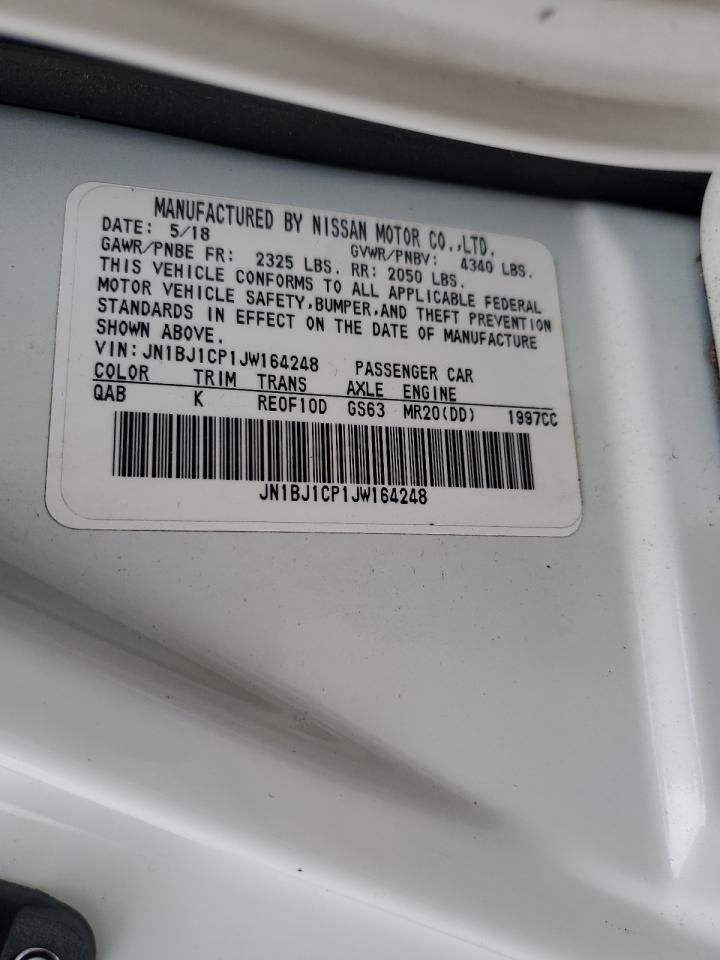 MANUFACTURED BY NISSAN MOTOR CO.,LTD.
DATE: 5/18 GVWR/PNBV: 4340 LBS.
GAWR/PNBE FR: 2325 LBS. RR: 2050 LBS.
THIS VEHICLE CONFORMS TO ALL APPLICABLE FEDERAL
MOTOR VEHICLE SAFETY,BUMPER,AND THEFT PREVENTION
STANDARDS IN EFFECT ON THE DATE OF MANUFACTURE
SHOWN ABOVE.
VIN:JN1BJ1CP1JW164248 PASSENGER CAR
COLOR TRIM TRANS AXLE ENGINE
QAB K RE0F10D GS63 MR20(DD) 1997CC
JN1BJ1CP1JW164248